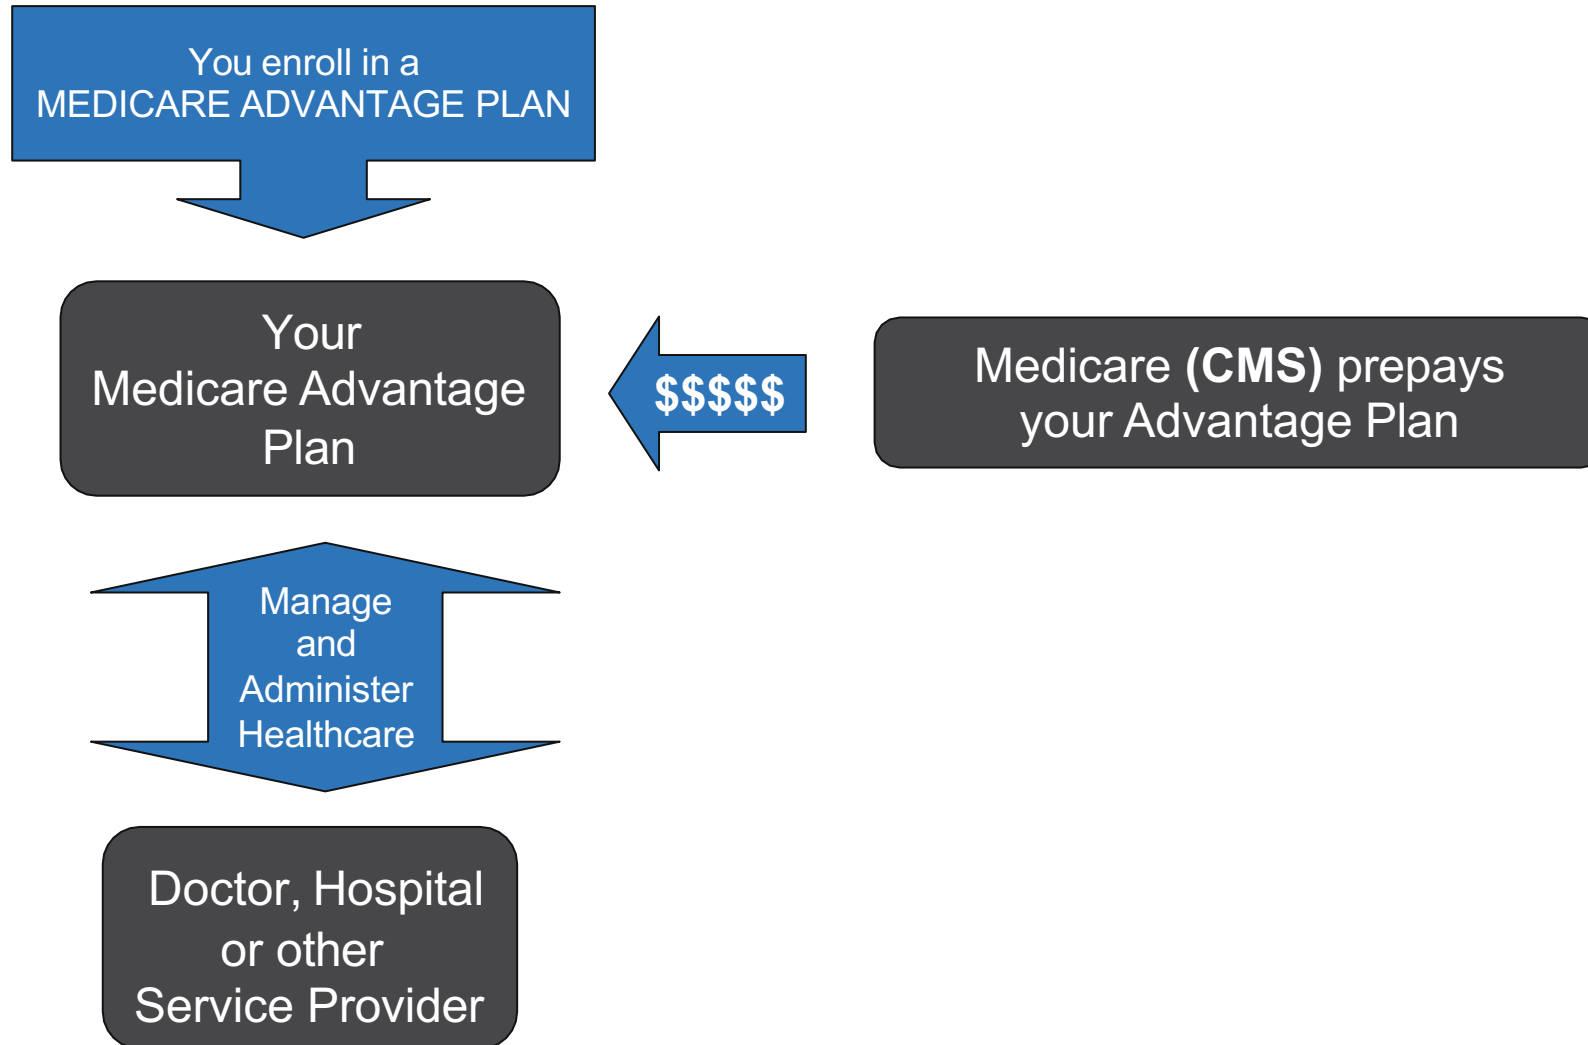 You enroll in a
MEDICARE ADVANTAGE PLAN
Your
Medicare Advantage
Plan
$$$$$
Medicare (CMS) prepays
your Advantage Plan
Manage
and
Administer
Healthcare
Doctor, Hospital
or other
Service Provider